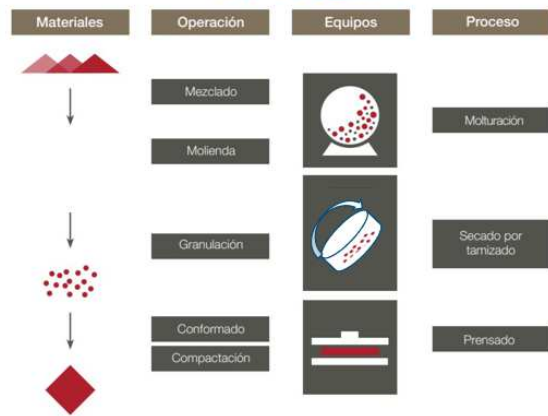 Materiales
Operación
Equipos
Proceso
Mezclado
Molienda
Molturación
Granulación
Secado por
tamizado
Conformado
Compactación
Prensado